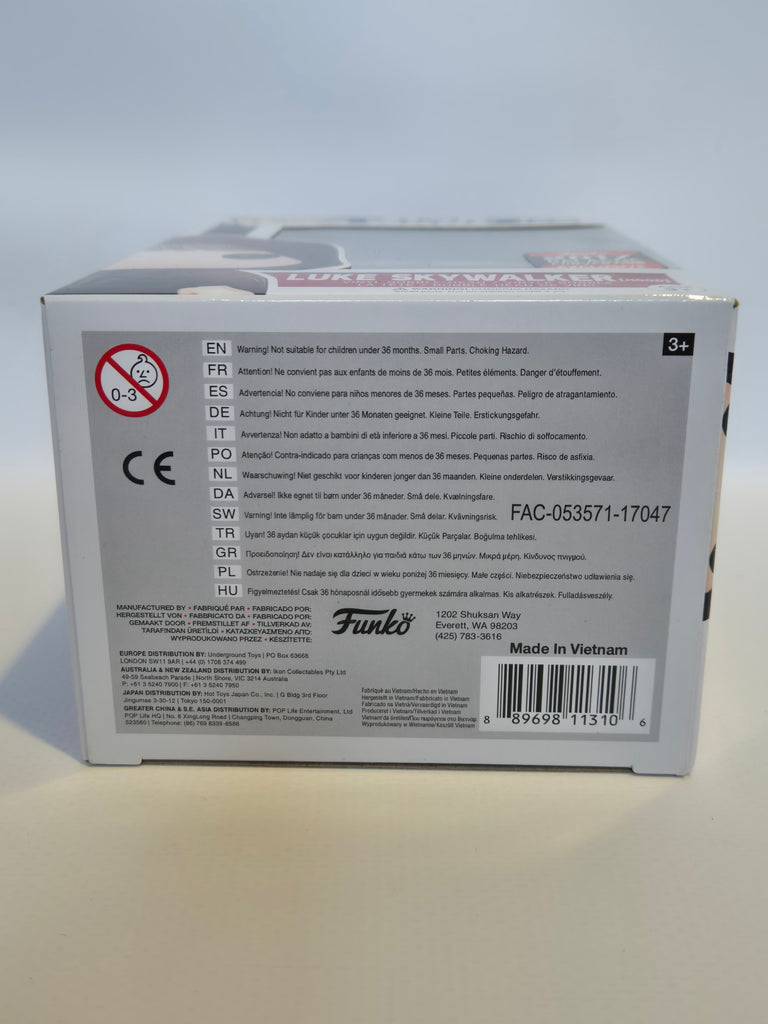 LUKE SKYWALKER
0-3
3+
EN Warning! Not suitable for children under 36 months. Small Parts. Choking Hazard.
FR Attention! Ne convient pas aux enfants de moins de 36 mois. Petites éléments. Danger d'étouffement.
ES Advertencia! No conviene para niños menores de 36 meses. Partes pequeñas. Peligro de atragantamiento.
DE Achtung! Nicht für Kinder unter 36 Monaten geeignet. Kleine Teile. Erstickungsgefahr.
IT Avvertenza! Non adatto a bambini di età inferiore a 36 mesi. Piccole parti. Rischio di soffocamento.
PO Atenção! Contra-indicado para crianças com menos de 36 meses. Pequenas partes. Risco de asfixia.
CE
NL Waarschuwing! Niet geschikt voor kinderen jonger dan 36 maanden. Kleine onderdelen. Verstikkingsgevaar.
DA Advarsel! Ikke egnet til børn under 36 måneder. Små dele. Kvælningsfare.
SW Varning! Inte lämplig för barn under 36 månader. Små delar. Kvävningsrisk.
FAC-053571-17047
TR Uyarı! 36 aydan küçük çocuklar için uygun değildir. Küçük Parçalar. Boğulma tehlikesi.
GR Προειδοποίηση! Δεν είναι κατάλληλο για παιδιά κάτω των 36 μηνών. Μικρά μέρη. Κίνδυνος πνιγμού.
PL Ostrzeżenie! Nie nadaje się dla dzieci w wieku poniżej 36 miesięcy. Małe części. Niebezpieczeństwo udławienia się.
HU Figyelmeztetés! Csak 36 hónaposnál idősebb gyermekek számára alkalmas. Kis alkatrészek. Fulladásveszély.
MANUFACTURED BY • FABRIQUÉ PAR • FABRICADO POR:
HERGESTELLT VON • FABBRICATO DA • FABRICADO POR:
GEMAAKT DOOR • FREMSTILLET AF • TILLVERKAD AV:
TARAFINDAN ÜRETİLDİ • ΚΑΤΑΣΚΕΥΑΣΜΕΝΟ ΑΠΌ:
WYPRODUKOWANO PRZEZ • KÉSZÍTETTE:
Funko
1202 Shuksan Way
Everett, WA 98203
(425) 783-3616
EUROPE DISTRIBUTION BY: Underground Toys | PO Box 63668
LONDON SW11 9AR | +44 (0) 1708 374 499
AUSTRALIA & NEW ZEALAND DISTRIBUTION BY: Ikon Collectables Pty Ltd
49-59 Seabeach Parade | North Shore, VIC 3214 Australia
P: +61 3 5240 7900 | F: +61 3 5240 7950
JAPAN DISTRIBUTION BY: Hot Toys Japan Co., Inc. | Q Bldg 3rd Floor
Jingumae 3-30-12 | Tokyo 150-0001
GREATER CHINA & S.E. ASIA DISTRIBUTION BY: POP Life Entertainment, Ltd
POP Life HQ | No. 8 XingLong Road | Changping Town, Dongguan, China
523560 | Telephone: (86) 769 8339-8586
Fabriqué au Vietnam/Hecho en Vietnam
Hergestellt in Vietnam/Fabbricato in Vietnam
Fabricado na Vietnã/Vervaardigd in Vietnam
Produceret i Vietnam/Tillverkad i Vietnam
Wyprodukowany w Wietnamie/Készült Vietnam
Made In Vietnam
8 89698 11310 6